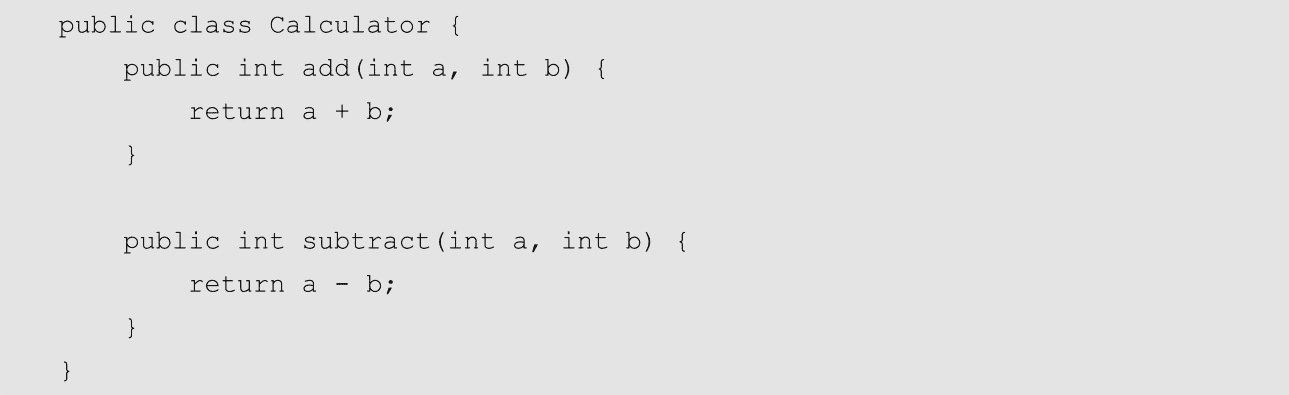 public class Calculator {
    public int add(int a, int b) {
        return a + b;
    }

    public int subtract(int a, int b) {
        return a - b;
    }
}